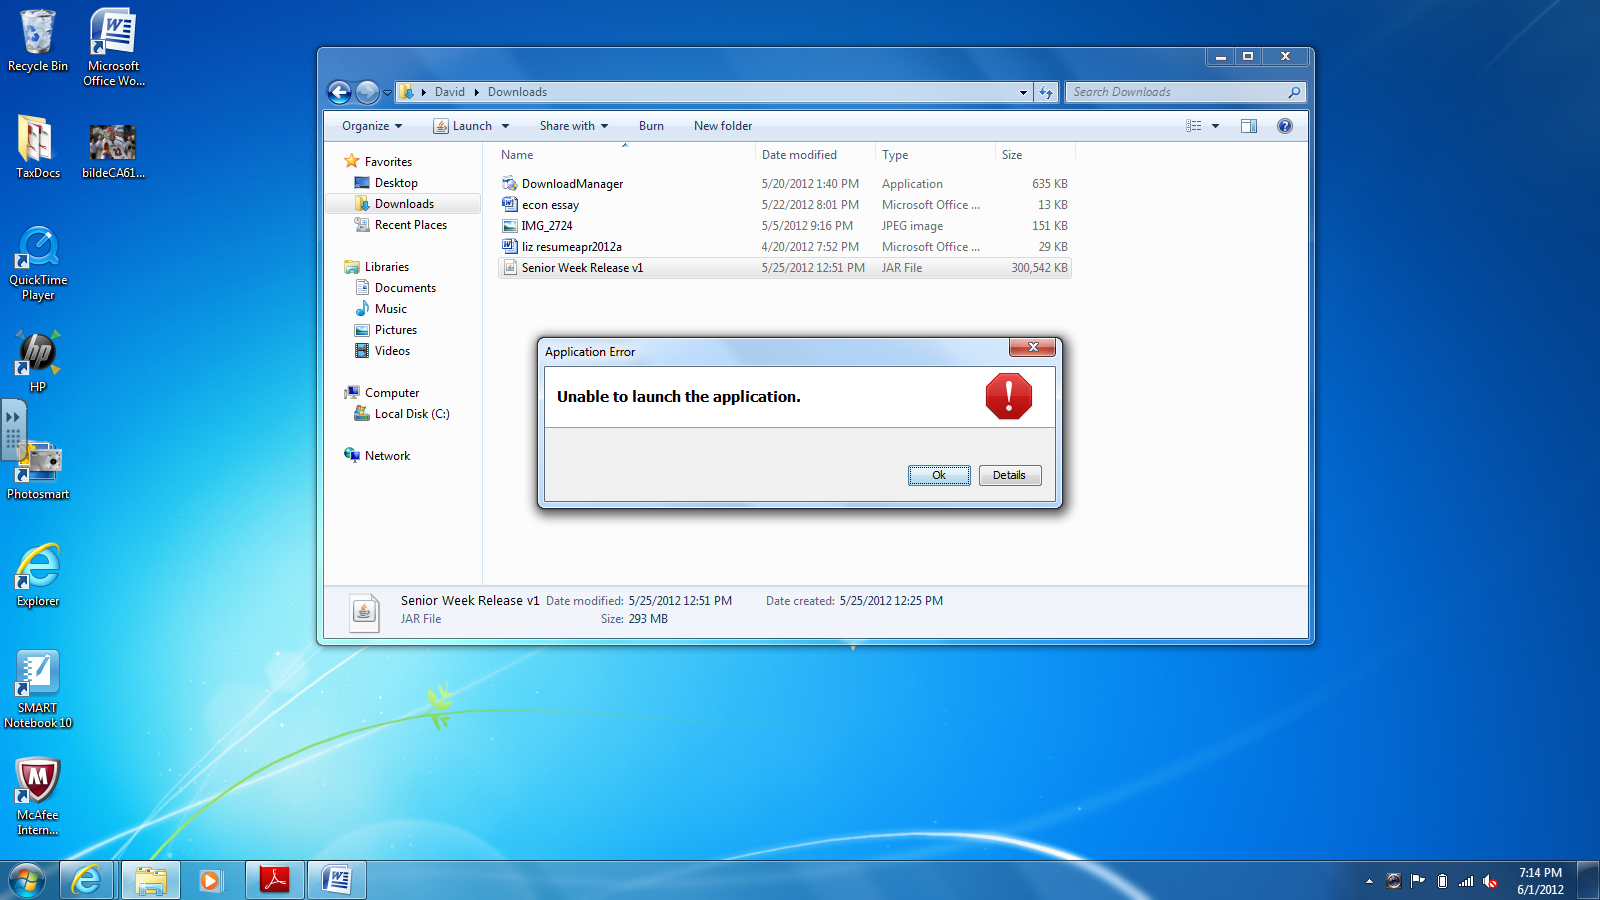 Recycle Bin
Microsoft
Office Wo...
TaxDocs
bildeCA61...
QuickTime
Player
hp
HP
Photosmart
Explorer
SMART
Notebook 10
McAfee
Intern...
David
Downloads
Search Downloads
Organize
Launch
Share with
Burn
New folder
Favorites
Desktop
Downloads
Recent Places
Libraries
Documents
Music
Pictures
Videos
Computer
Local Disk (C:)
Network
Name Date modified Type Size
DownloadManager 5/20/2012 1:40 PM Application 635 KB
econ essay 5/22/2012 8:01 PM Microsoft Office ... 13 KB
IMG_2724 5/5/2012 9:16 PM JPEG image 151 KB
liz resumeapr2012a 4/20/2012 7:52 PM Microsoft Office ... 29 KB
Senior Week Release v1 5/25/2012 12:51 PM JAR File 300,542 KB
Application Error
Unable to launch the application.
Ok Details
Senior Week Release v1 Date modified: 5/25/2012 12:51 PM Date created: 5/25/2012 12:25 PM
JAR File Size: 293 MB
7:14 PM
6/1/2012